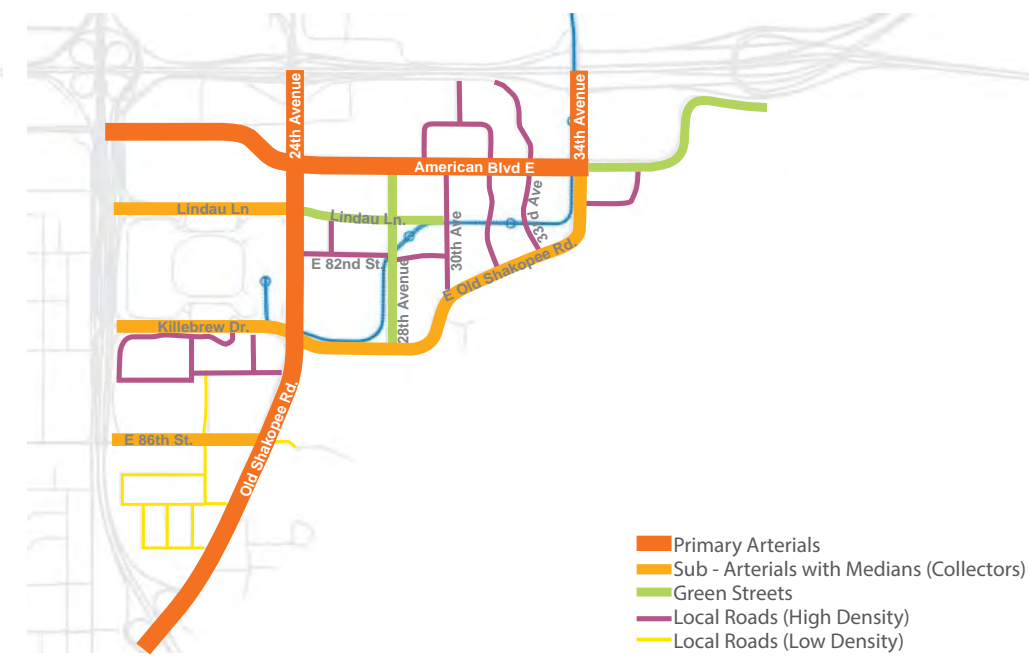 24th Avenue
34th Avenue
American Blvd E
Lindau Ln
Lindau Ln.
30th Ave
33rd Ave
E 82nd St.
E Old Shakopee Rd.
28th Avenue
Killebrew Dr.
Old Shakopee Rd.
E 86th St.
Primary Arterials
Sub - Arterials with Medians (Collectors)
Green Streets
Local Roads (High Density)
Local Roads (Low Density)